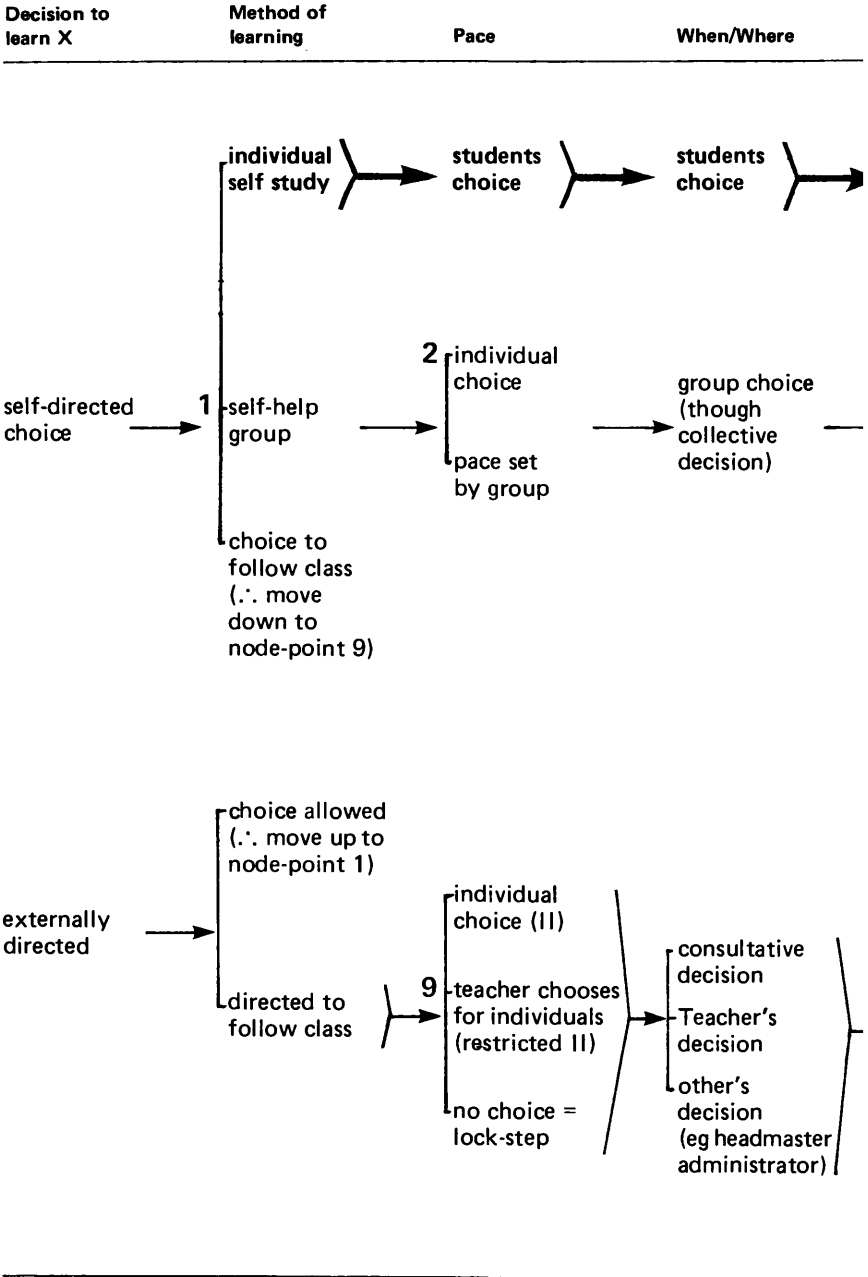 Decision to
learn X
Method of
learning
Pace
When/Where
individual
self study
students
choice
students
choice
self-directed
choice
1
self-help
group
2
individual
choice
pace set
by group
group choice
(though
collective
decision)
choice to
follow class
(∴ move
down to
node-point 9)
choice allowed
(∴ move up to
node-point 1)
externally
directed
directed to
follow class
individual
choice (II)
9
teacher chooses
for individuals
(restricted II)
no choice =
lock-step
consultative
decision
Teacher's
decision
other's
decision
(eg headmaster
administrator)